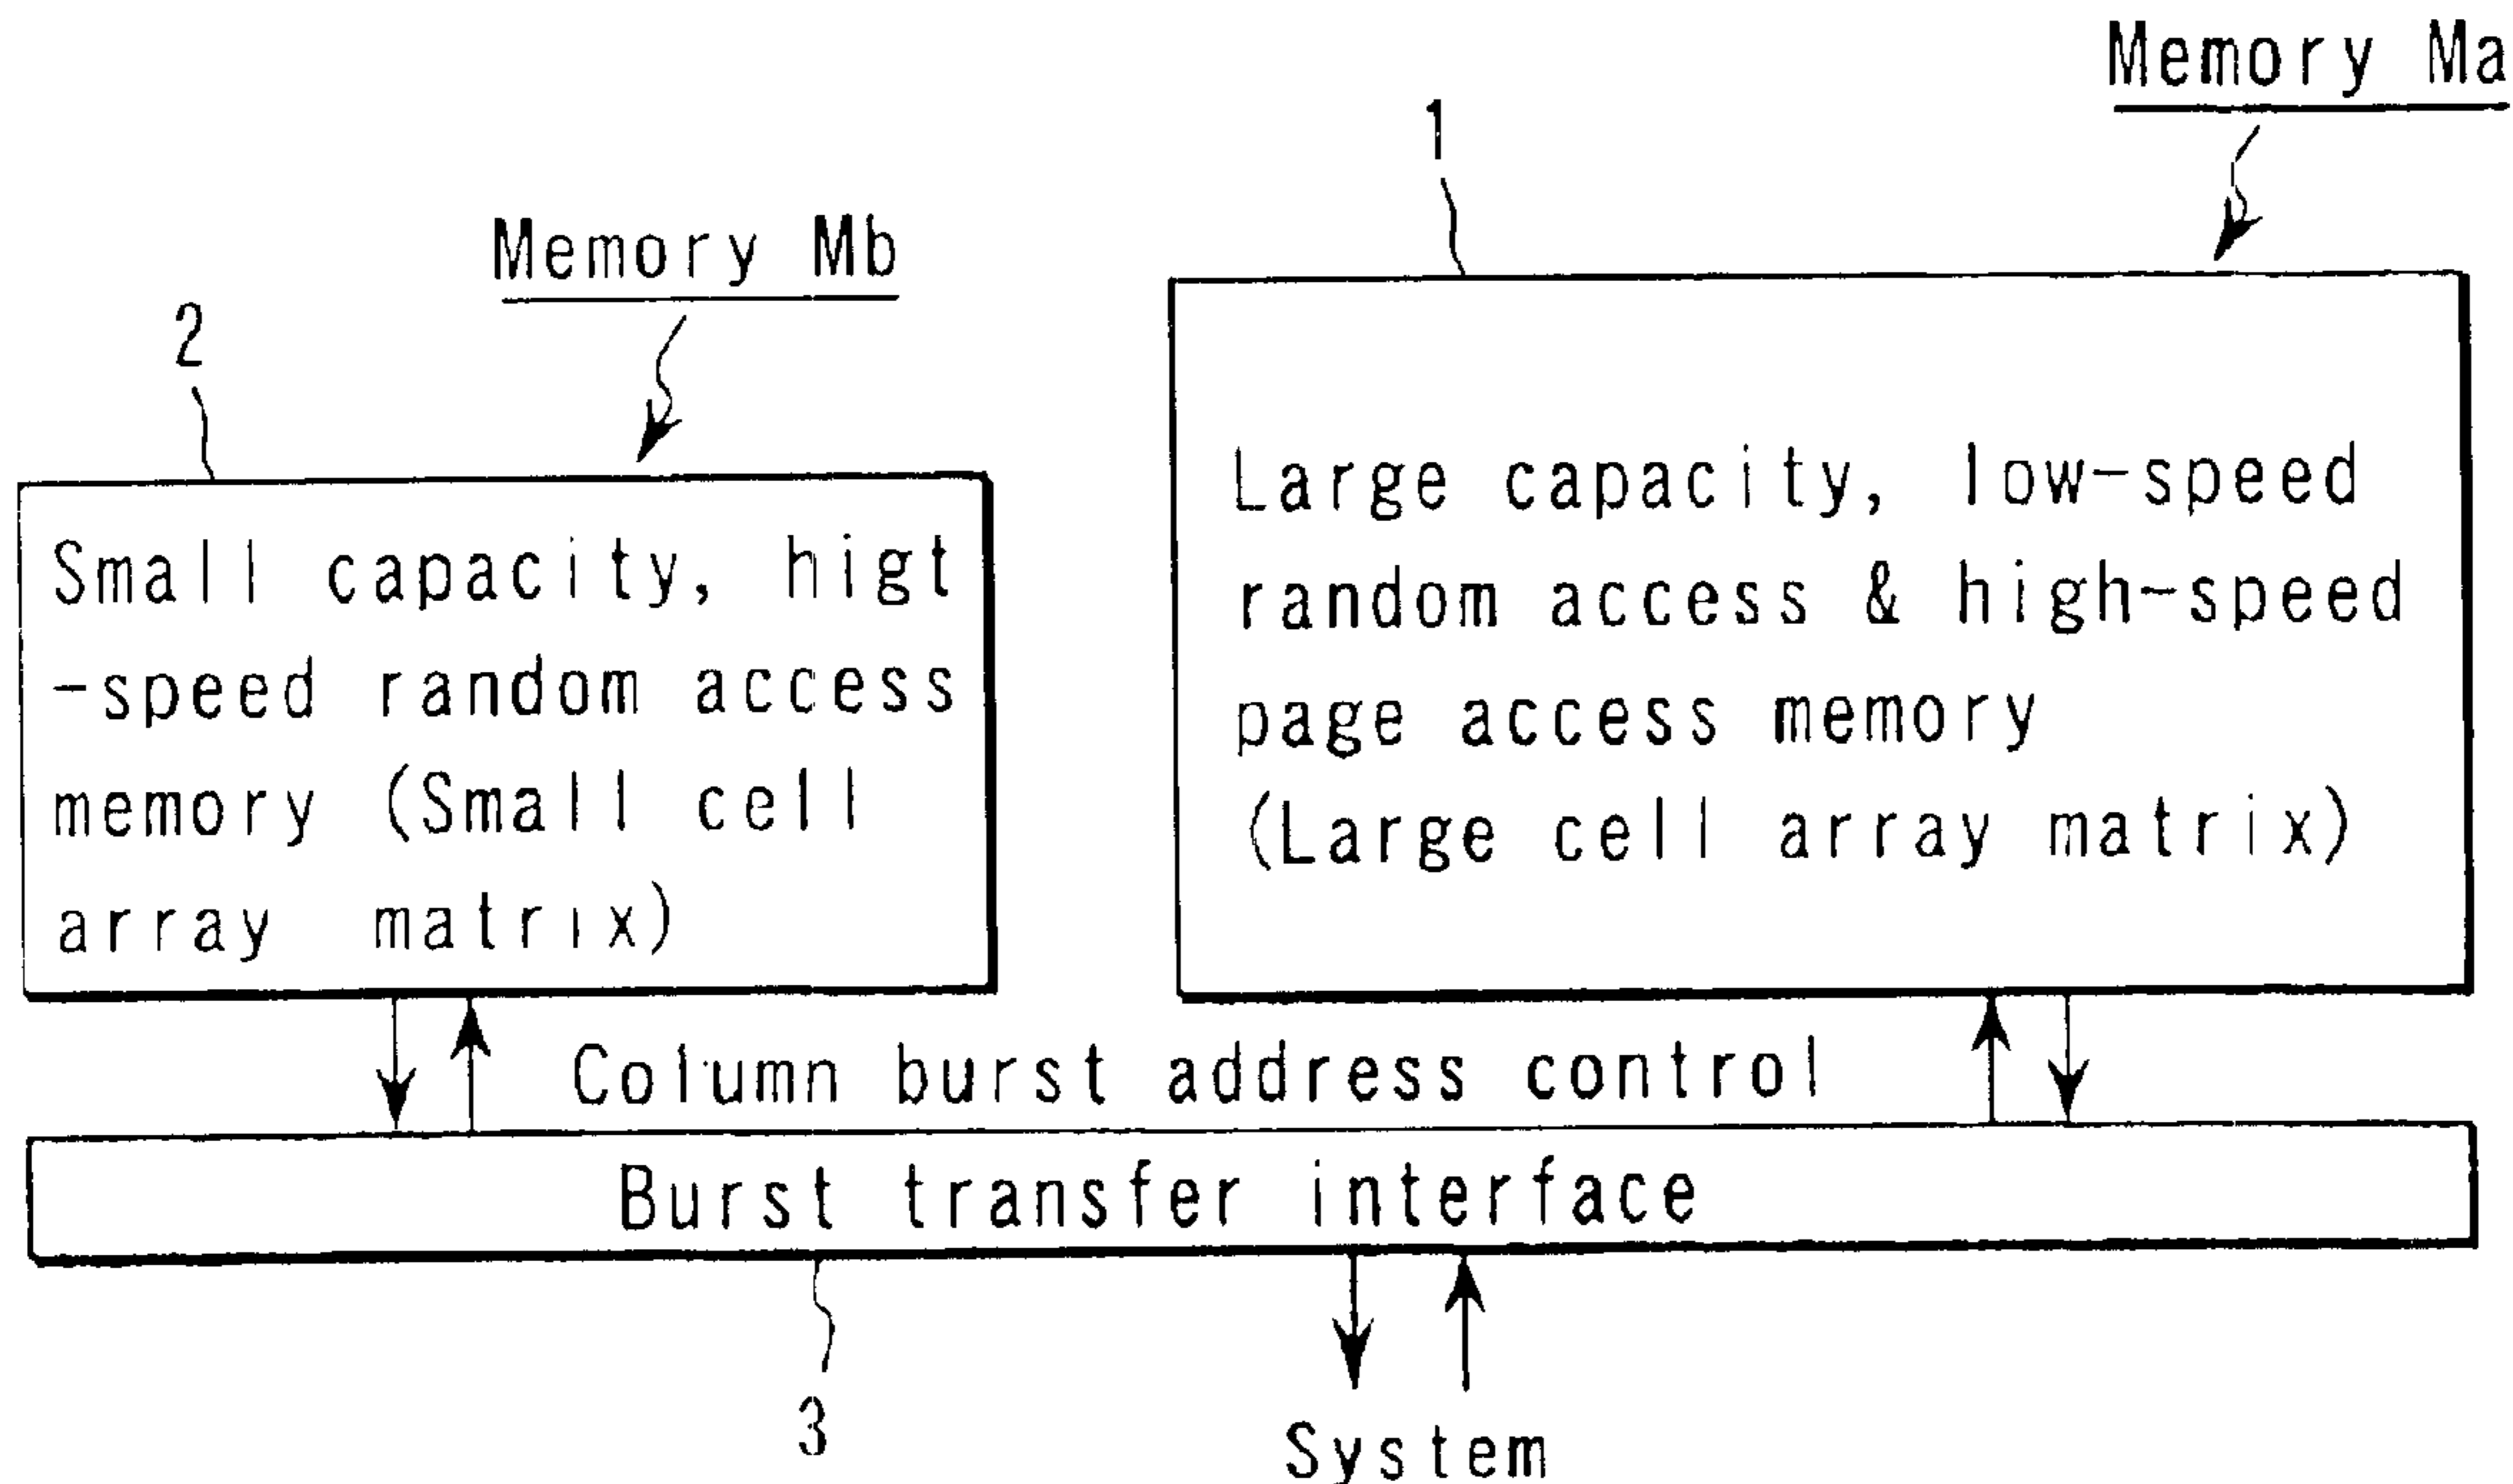 Memory Ma
1
Memory Mb
2
Large capacity, low-speed
random access & high-speed
page access memory
(Large cell array matrix)
Small capacity, higt
-speed random access
memory (Small cell
array matrix)
Column burst address control
Burst transfer interface
3
System